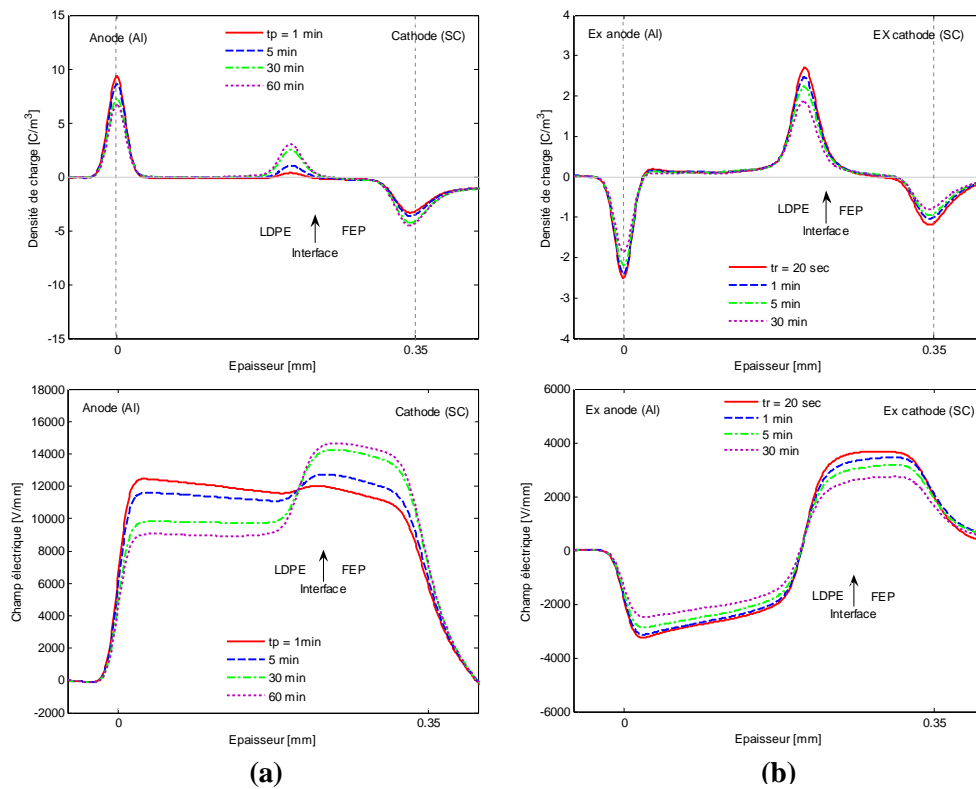 Anode (Al)
Cathode (SC)
tp = 1 min
5 min
30 min
60 min
15
10
5
0
-5
-10
-15
Densité de charge [C/m³]
LDPE
FEP
Interface
0
0.35
Epaisseur [mm]
Ex anode (Al)
EX cathode (SC)
4
3
2
1
0
-1
-2
-3
-4
Densité de charge [C/m³]
LDPE
FEP
Interface
tr = 20 sec
1 min
5 min
30 min
0
0.35
Epaisseur [mm]
Anode (Al)
Cathode (SC)
18000
16000
14000
12000
10000
8000
6000
4000
2000
0
-2000
Champ électrique [V/mm]
LDPE
FEP
Interface
tp = 1min
5 min
30 min
60 min
0
0.35
Epaisseur [mm]
Ex anode (Al)
Ex cathode (SC)
tr = 20 sec
1 min
5 min
30 min
6000
4000
2000
0
-2000
-4000
-6000
Champ électrique [V/mm]
LDPE
FEP
Interface
0
0.35
Epaisseur [mm]
(a)
(b)